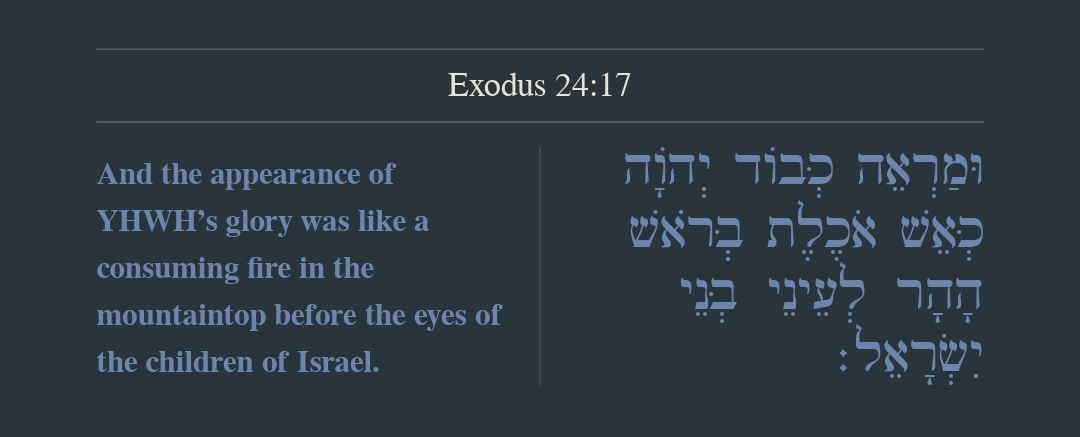 Exodus 24:17
And the appearance of
YHWH’s glory was like a
consuming fire in the
mountaintop before the eyes of
the children of Israel.
וּמַרְאֵה כְּבוֹד יְהוָֹה
כְּאֵשׁ אֹכֶלֶת בְּרֹאשׁ
הָהָר לְעֵינֵי בְּנֵי
יִשְׂרָאֵל׃